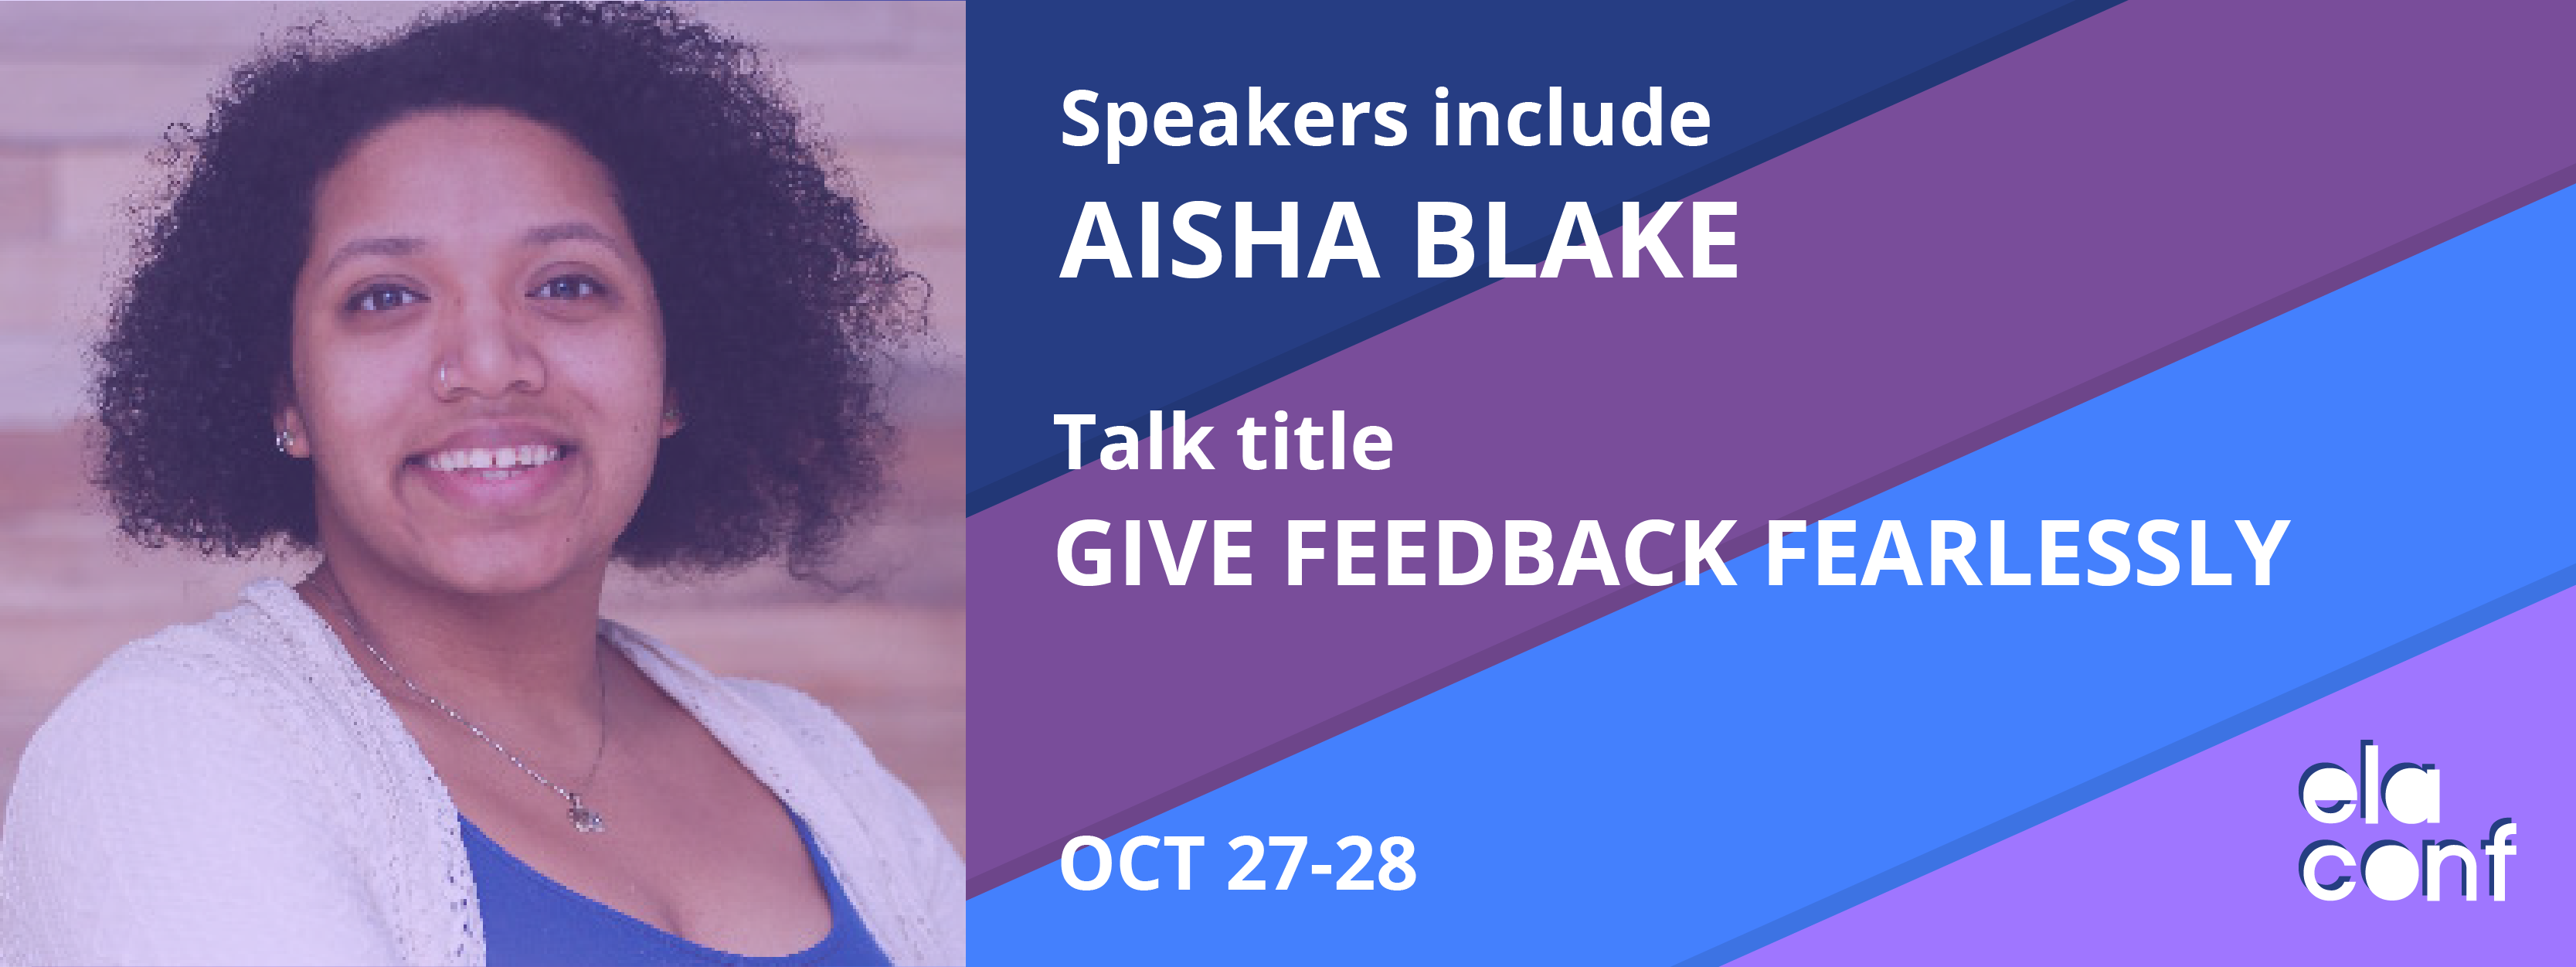 Speakers include
AISHA BLAKE
Talk title
GIVE FEEDBACK FEARLESSLY
OCT 27-28
ela
conf